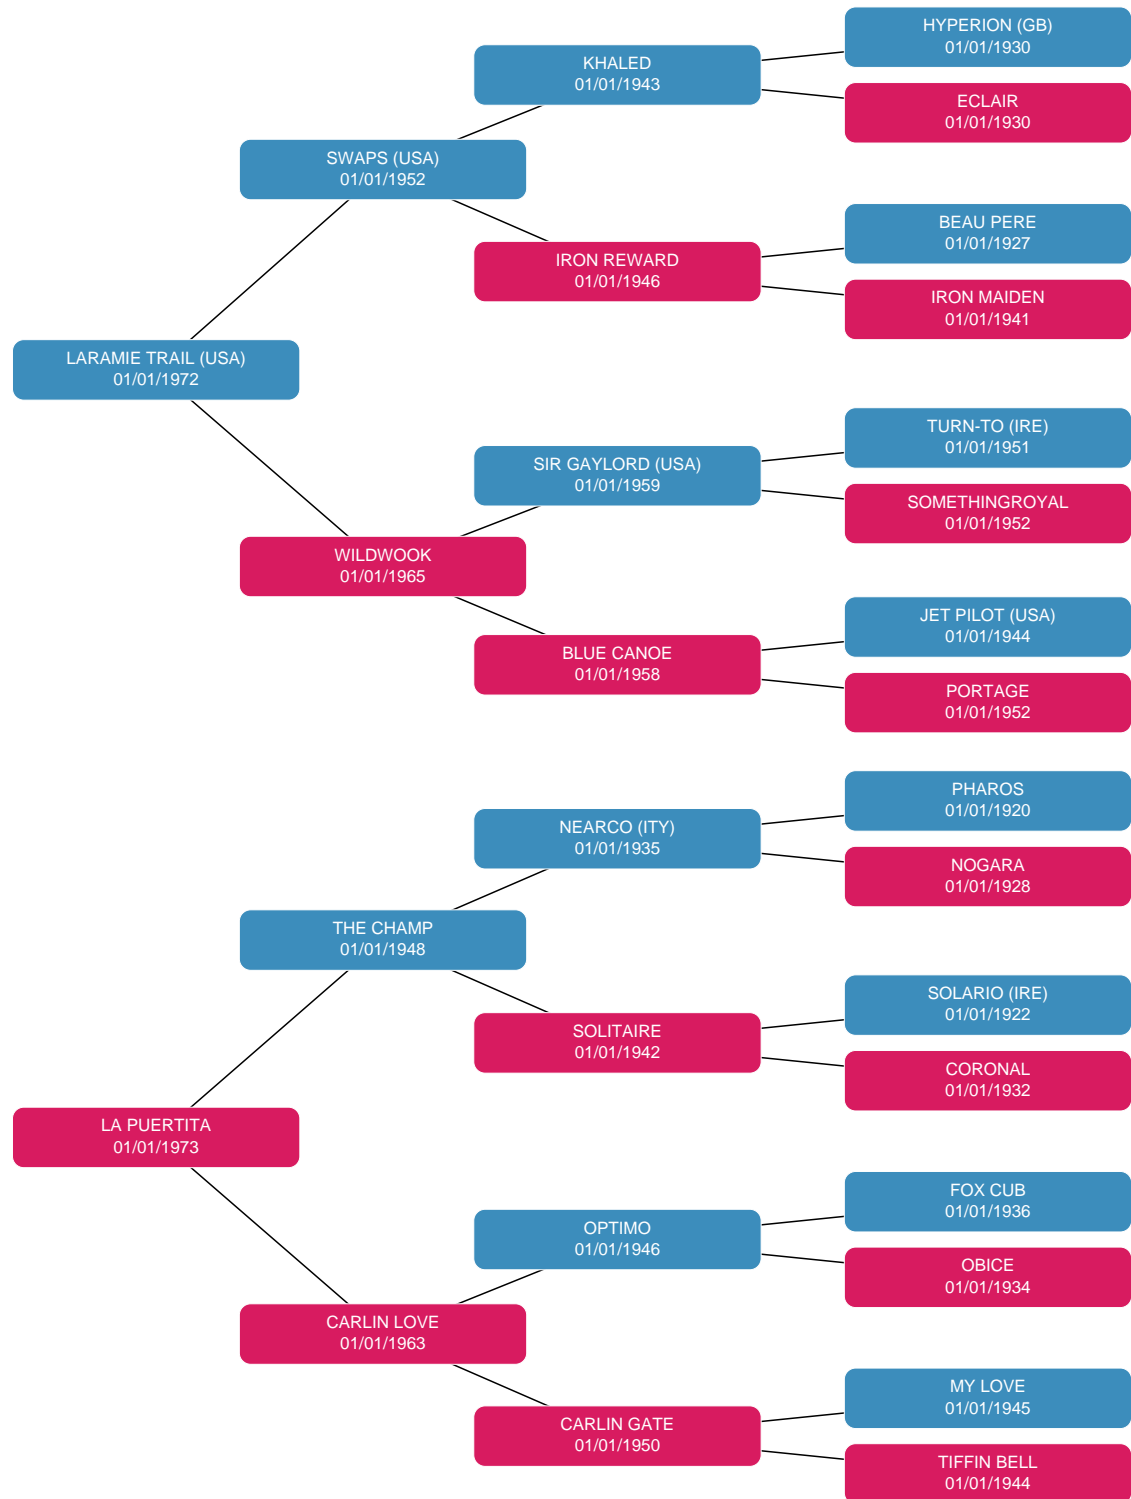 HYPERION (GB)
01/01/1930
KHALED
01/01/1943
ECLAIR
01/01/1930
SWAPS (USA)
01/01/1952
BEAU PERE
01/01/1927
IRON REWARD
01/01/1946
IRON MAIDEN
01/01/1941
LARAMIE TRAIL (USA)
01/01/1972
TURN-TO (IRE)
01/01/1951
SIR GAYLORD (USA)
01/01/1959
SOMETHINGROYAL
01/01/1952
WILDWOOK
01/01/1965
JET PILOT (USA)
01/01/1944
BLUE CANOE
01/01/1958
PORTAGE
01/01/1952
PHAROS
01/01/1920
NEARCO (ITY)
01/01/1935
NOGARA
01/01/1928
THE CHAMP
01/01/1948
SOLARIO (IRE)
01/01/1922
SOLITAIRE
01/01/1942
CORONAL
01/01/1932
LA PUERTITA
01/01/1973
FOX CUB
01/01/1936
OPTIMO
01/01/1946
OBICE
01/01/1934
CARLIN LOVE
01/01/1963
MY LOVE
01/01/1945
CARLIN GATE
01/01/1950
TIFFIN BELL
01/01/1944